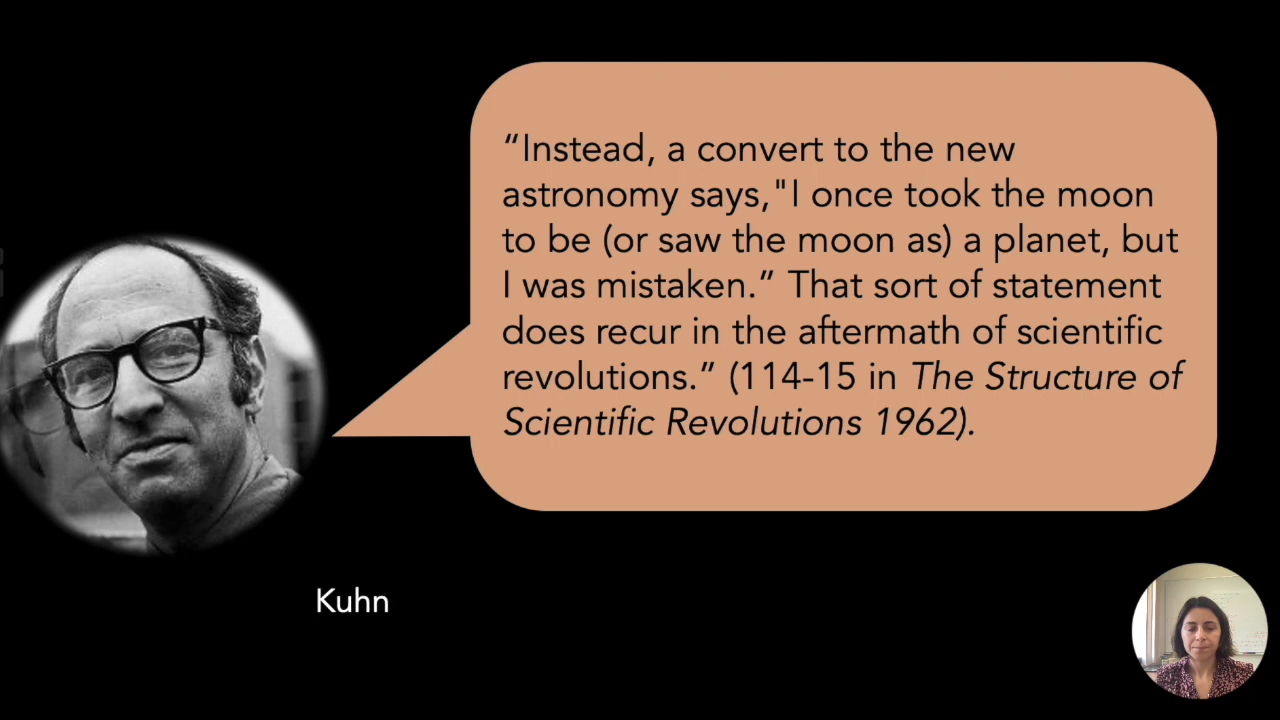 “Instead, a convert to the new
astronomy says,"I once took the moon
to be (or saw the moon as) a planet, but
I was mistaken.” That sort of statement
does recur in the aftermath of scientific
revolutions.” (114-15 in The Structure of
Scientific Revolutions 1962).
Kuhn